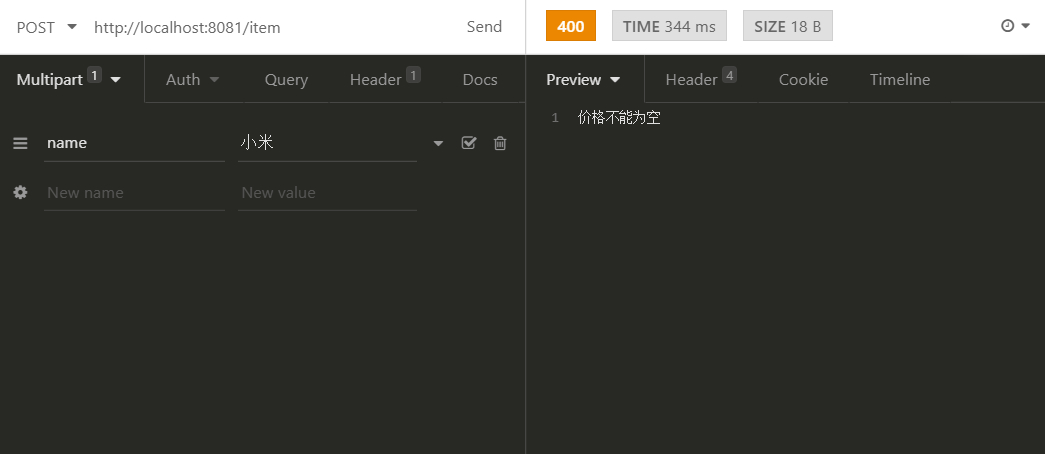 POST http://localhost:8081/item Send 400 TIME 344 ms SIZE 18 B
Multipart 1 Auth Query Header 1 Docs Preview Header 4 Cookie Timeline
1 价格不能为空
name 小米
New name New value